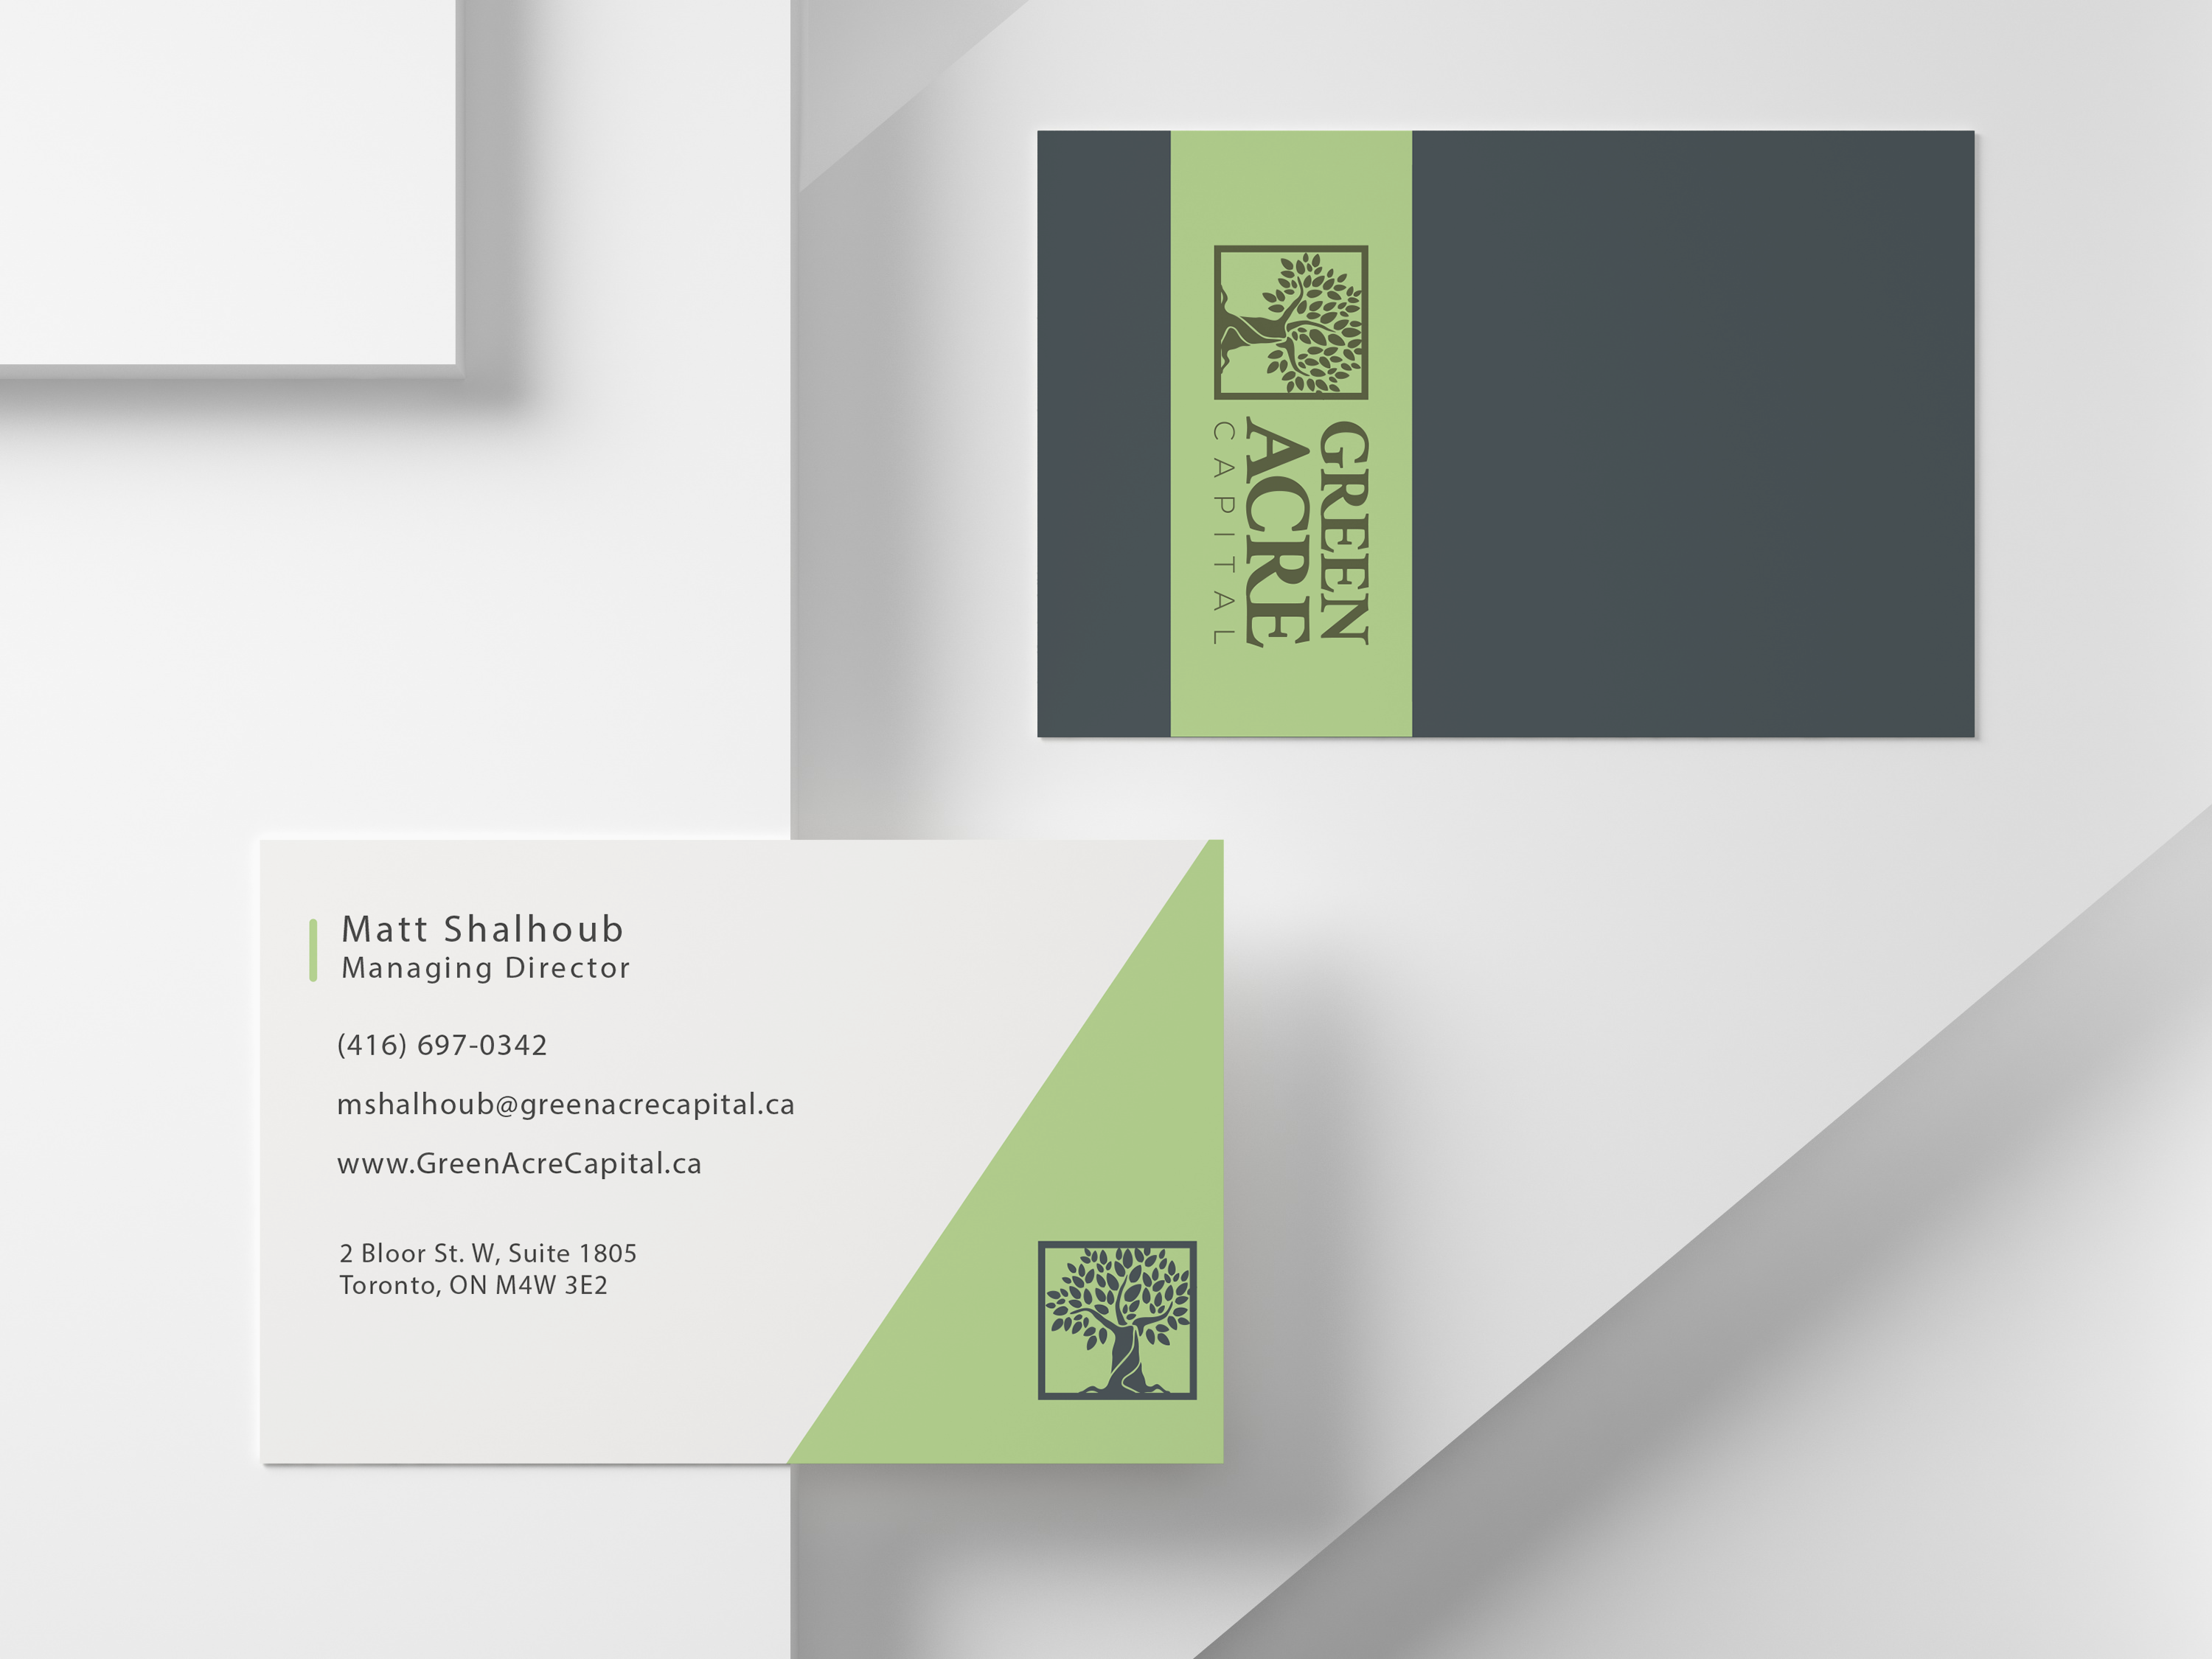 GREEN
ACRE
CAPITAL
Matt Shalhoub
Managing Director
(416) 697-0342
mshalhoub@greenacrecapital.ca
www.GreenAcreCapital.ca
2 Bloor St. W, Suite 1805
Toronto, ON M4W 3E2